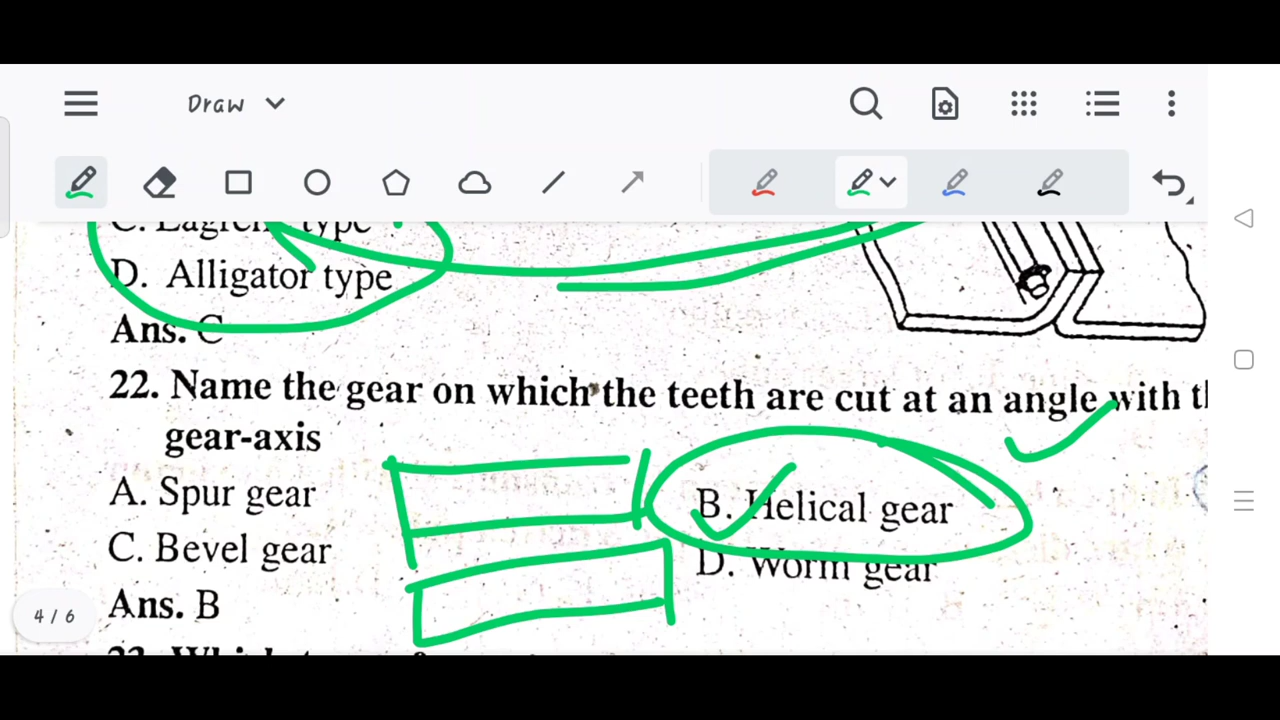 Draw
type
D. Alligator type
Ans. C
22. Name the gear on which the teeth are cut at an angle with
gear-axis
A. Spur gear
B. Helical gear
C. Bevel gear
D. Worm gear
Ans. B
4 / 6